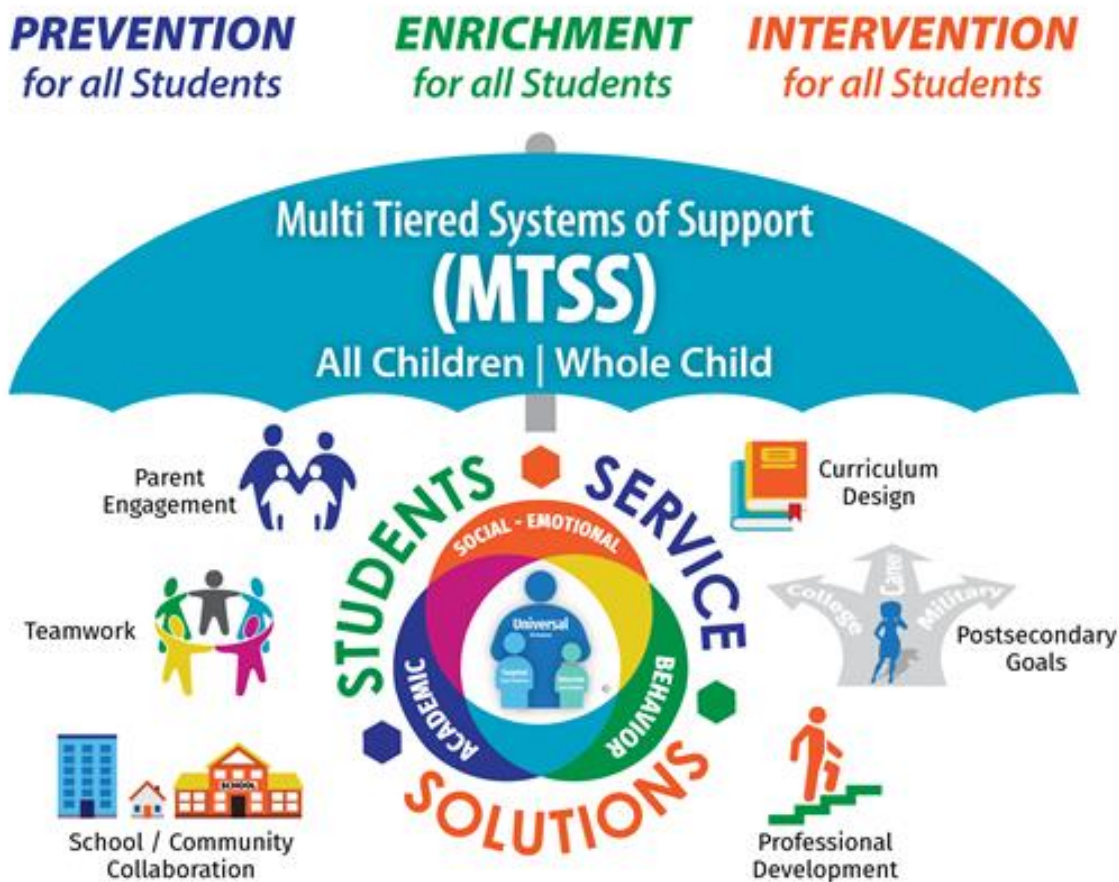 PREVENTION
for all Students
ENRICHMENT
for all Students
INTERVENTION
for all Students
Multi Tiered Systems of Support
(MTSS)
All Children | Whole Child
Parent
Engagement
Teamwork
School / Community
Collaboration
SCHOOL
STUDENTS
SERVICE
SOLUTIONS
SOCIAL - EMOTIONAL
ACADEMIC
BEHAVIOR
Universal
Targeted
Intensive
Curriculum
Design
College
Career
Military
Postsecondary
Goals
Professional
Development